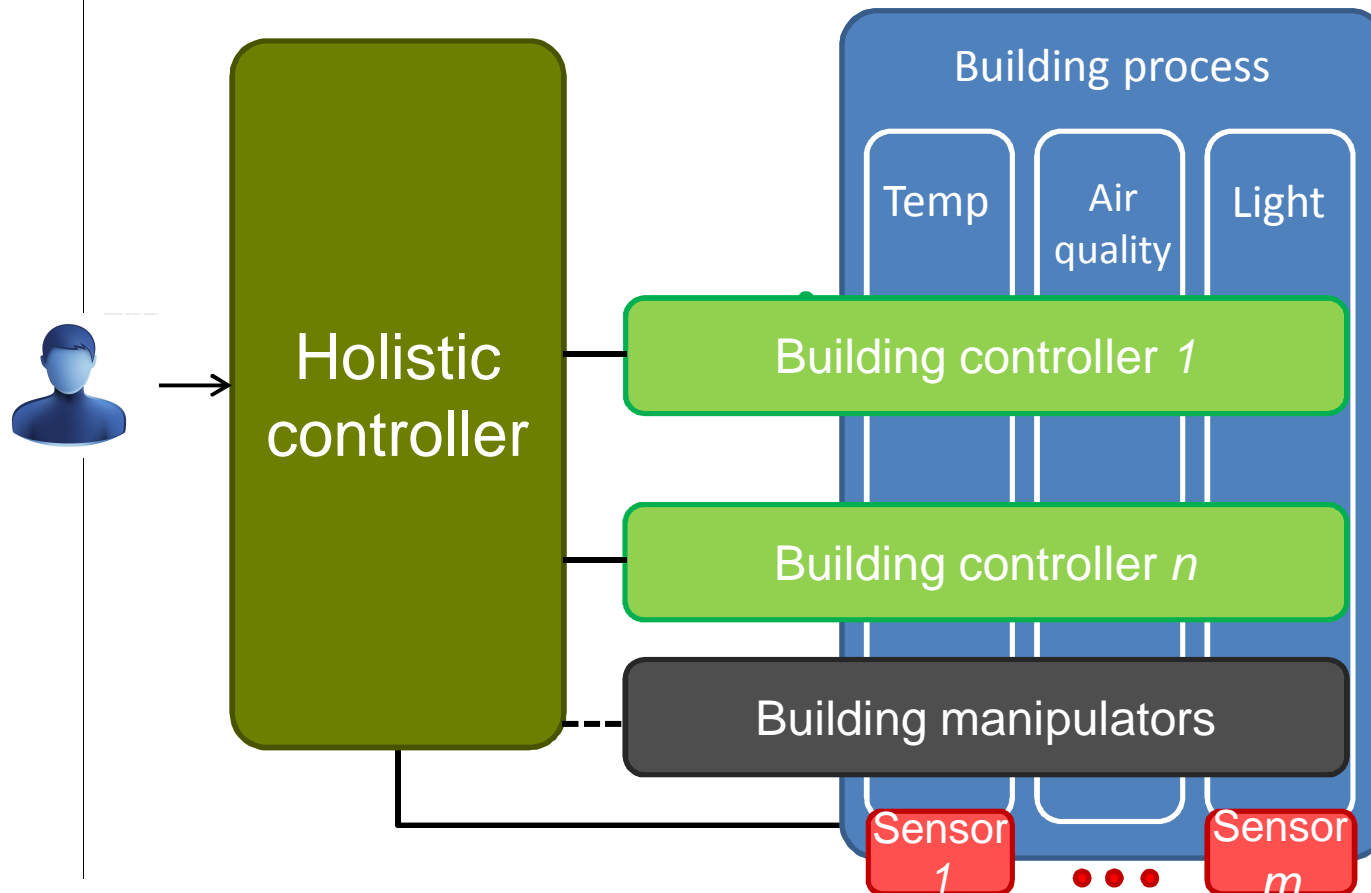 Building process
Temp
Air
quality
Light
Holistic
controller
Building controller 1
Building controller n
Building manipulators
Sensor
1
Sensor
m